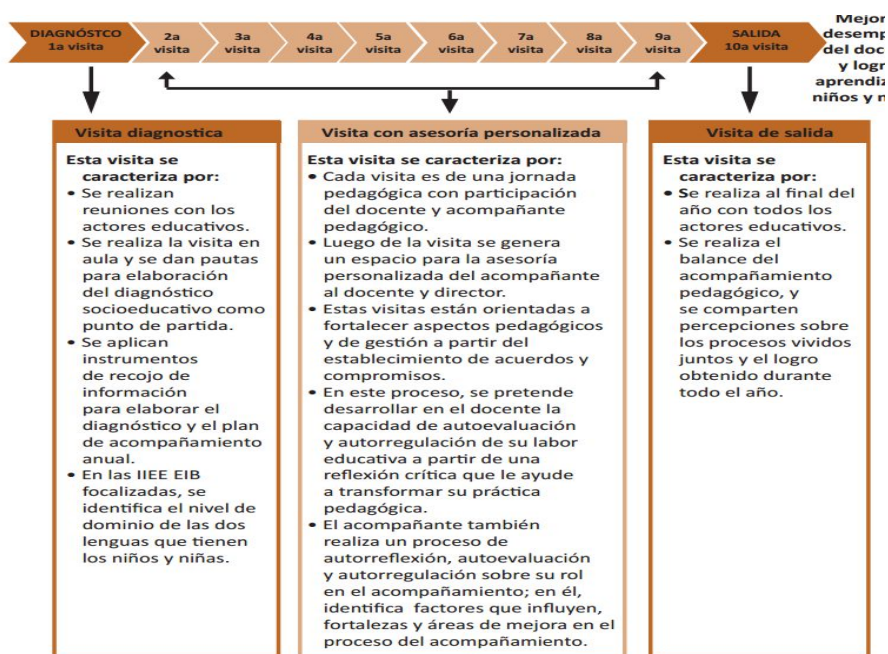 DIAGNÓSTCO
1a visita
2a
visita
3a
visita
4a
visita
5a
visita
6a
visita
7a
visita
8a
visita
9a
visita
SALIDA
10a visita
del
y
Visita diagnostica
Esta visita se
caracteriza por:
• Se realizan
reuniones con los
actores educativos.
• Se realiza la visita en
aula y se dan pautas
para elaboración
del diagnóstico
socioeducativo como
punto de partida.
• Se aplican
instrumentos
de recojo de
información
para elaborar el
diagnóstico y el plan
de acompañamiento
anual.
• En las IIEE EIB
focalizadas, se
identifica el nivel de
dominio de las dos
lenguas que tienen
los niños y niñas.
Visita con asesoría personalizada
Esta visita se caracteriza por:
• Cada visita es de una jornada
pedagógica con participación
del docente y acompañante
pedagógico.
• Luego de la visita se genera
un espacio para la asesoría
personalizada del acompañante
al docente y director.
• Estas visitas están orientadas a
fortalecer aspectos pedagógicos
y de gestión a partir del
establecimiento de acuerdos y
compromisos.
• En este proceso, se pretende
desarrollar en el docente la
capacidad de autoevaluación
y autorregulación de su labor
educativa a partir de una
reflexión crítica que le ayude
a transformar su práctica
pedagógica.
• El acompañante también
realiza un proceso de
autorreflexión, autoevaluación
y autorregulación sobre su rol
en el acompañamiento; en él,
identifica factores que influyen,
fortalezas y áreas de mejora en el
proceso del acompañamiento.
Visita de salida
Esta visita se
caracteriza por:
• Se realiza al final del
año con todos los
actores educativos.
• Se realiza el
balance del
acompañamiento
pedagógico, y
se comparten
percepciones sobre
los procesos vividos
juntos y el logro
obtenido durante
todo el año.